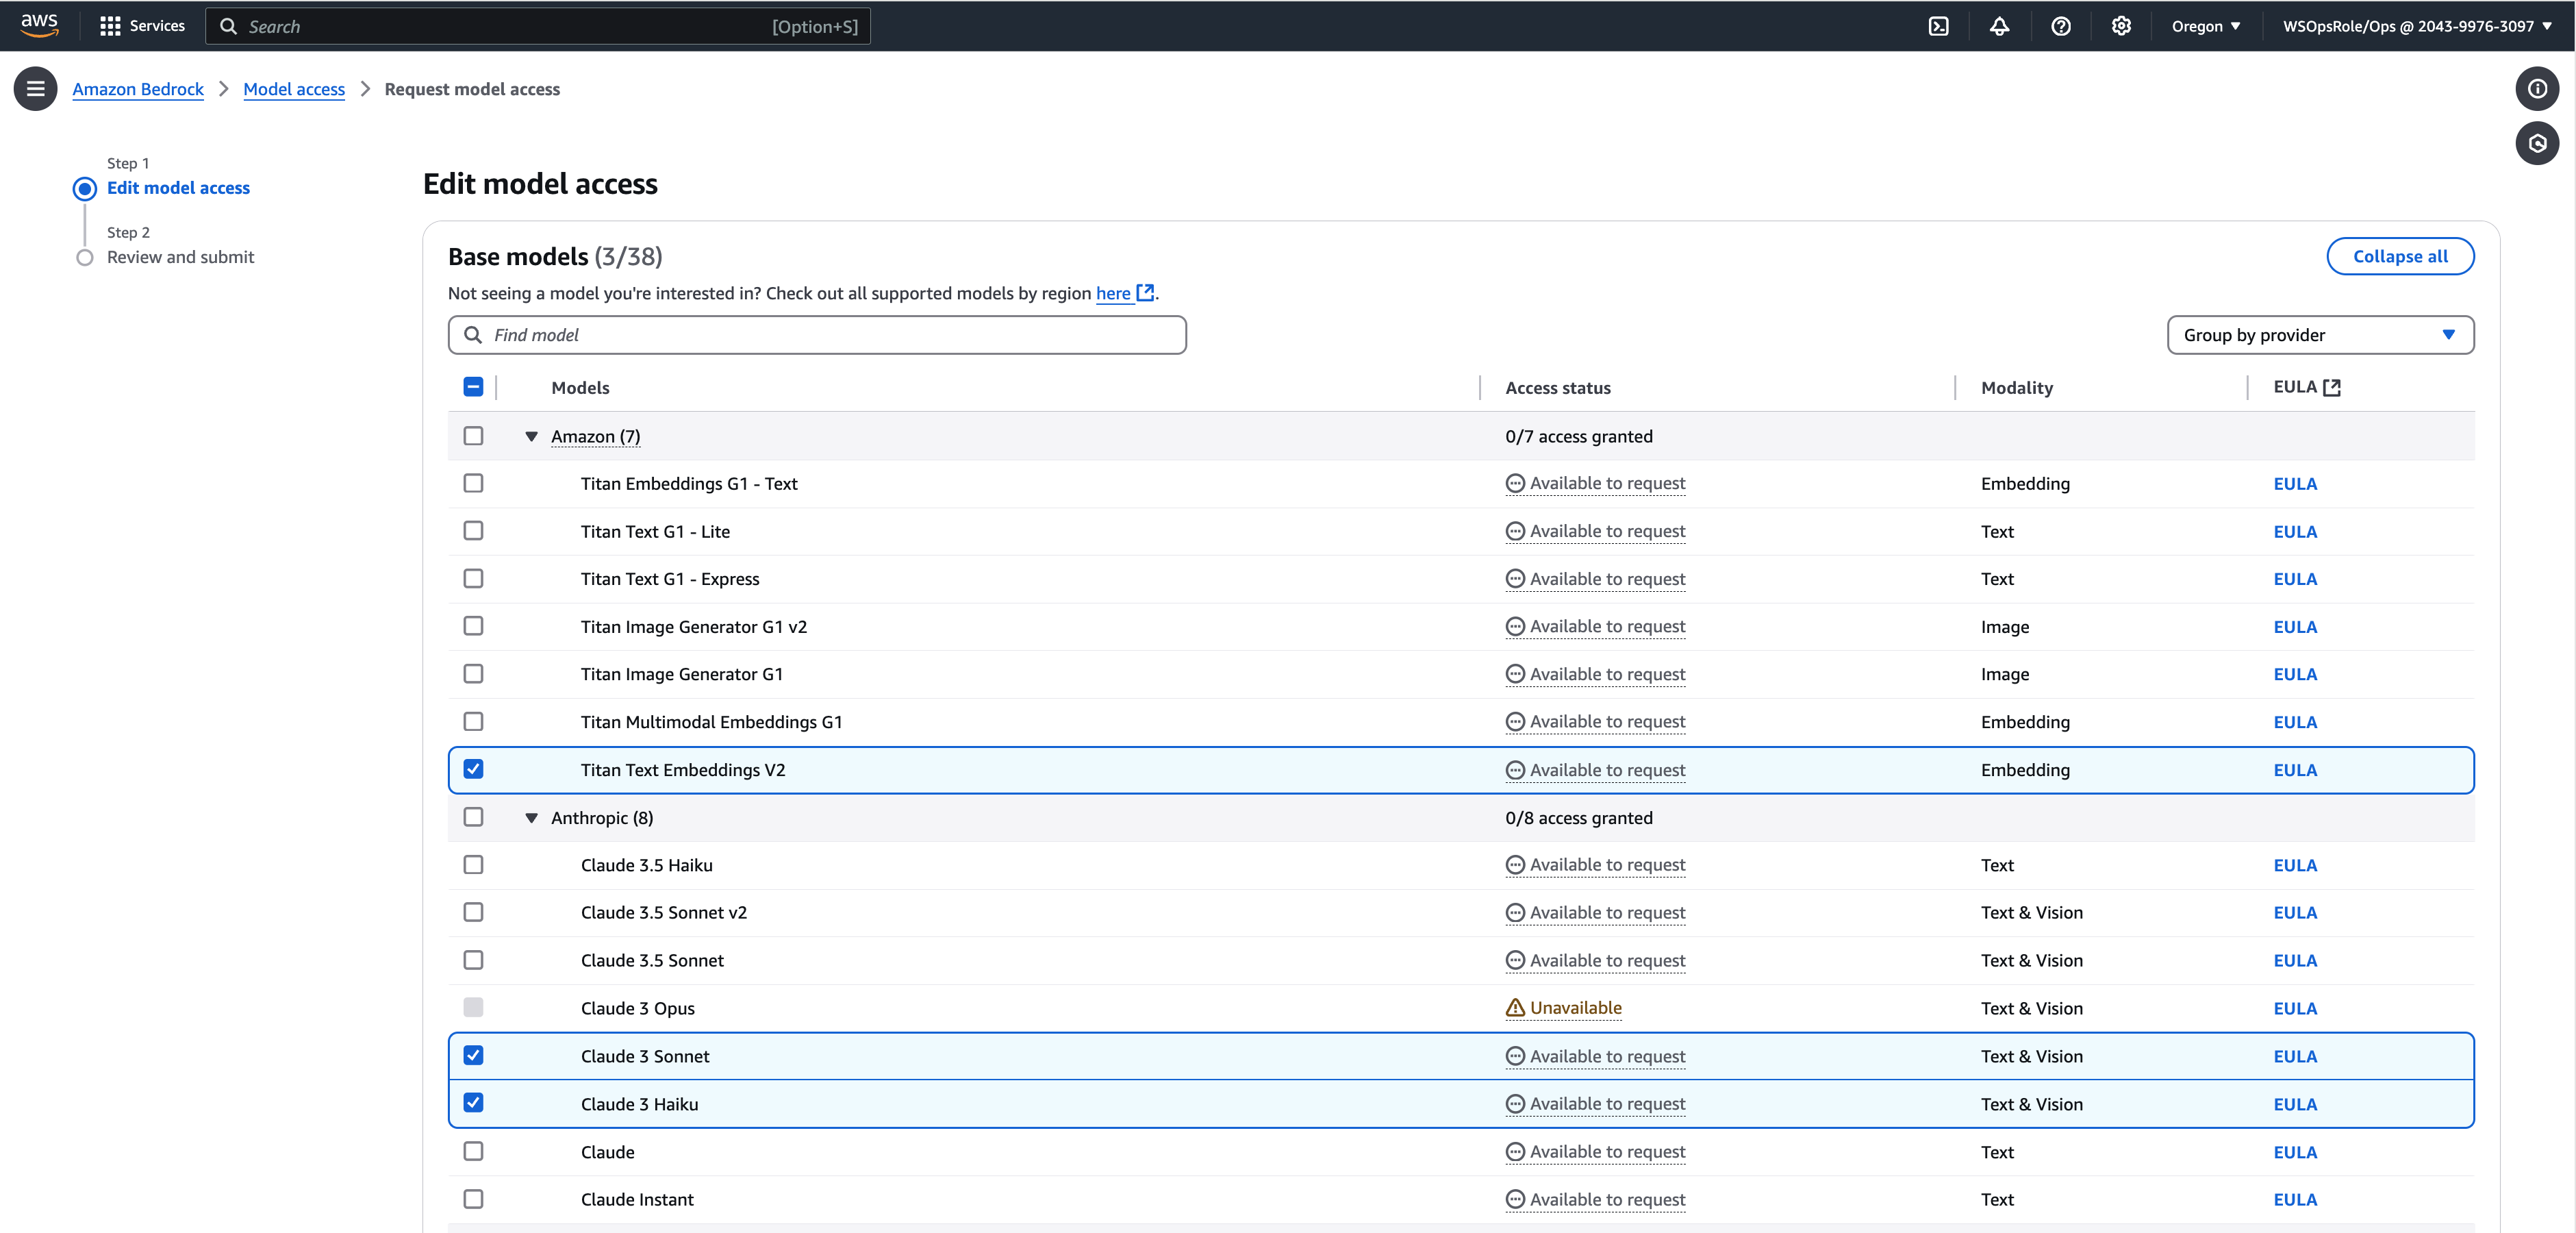 aws Services Search [Option+S] Oregon WSOpsRole/Ops @ 2043-9976-3097
Amazon Bedrock Model access Request model access
Step 1
Edit model access
Step 2
Review and submit
Edit model access
Base models (3/38) Collapse all
Not seeing a model you're interested in? Check out all supported models by region here.
Find model Group by provider
Models Access status Modality EULA
Amazon (7) 0/7 access granted
Titan Embeddings G1 - Text Available to request Embedding EULA
Titan Text G1 - Lite Available to request Text EULA
Titan Text G1 - Express Available to request Text EULA
Titan Image Generator G1 v2 Available to request Image EULA
Titan Image Generator G1 Available to request Image EULA
Titan Multimodal Embeddings G1 Available to request Embedding EULA
Titan Text Embeddings V2 Available to request Embedding EULA
Anthropic (8) 0/8 access granted
Claude 3.5 Haiku Available to request Text EULA
Claude 3.5 Sonnet v2 Available to request Text & Vision EULA
Claude 3.5 Sonnet Available to request Text & Vision EULA
Claude 3 Opus Unavailable Text & Vision EULA
Claude 3 Sonnet Available to request Text & Vision EULA
Claude 3 Haiku Available to request Text & Vision EULA
Claude Available to request Text EULA
Claude Instant Available to request Text EULA